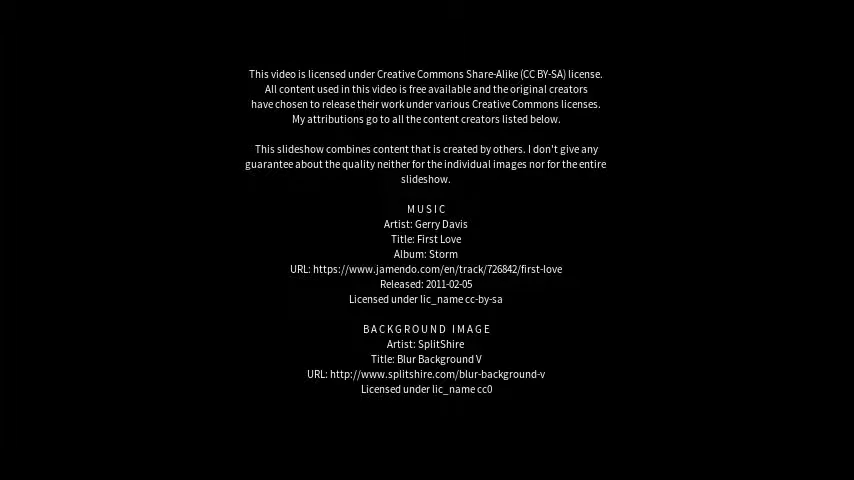 This video is licensed under Creative Commons Share-Alike (CC BY-SA) license.
All content used in this video is free available and the original creators
have chosen to release their work under various Creative Commons licenses.
My attributions go to all the content creators listed below.
This slideshow combines content that is created by others. I don't give any
guarantee about the quality neither for the individual images nor for the entire
slideshow.
MUSIC
Artist: Gerry Davis
Title: First Love
Album: Storm
URL: https://www.jamendo.com/en/track/726842/first-love
Released: 2011-02-05
Licensed under lic_name cc-by-sa
BACKGROUND IMAGE
Artist: SplitShire
Title: Blur Background V
URL: http://www.splitshire.com/blur-background-v
Licensed under lic_name cc0